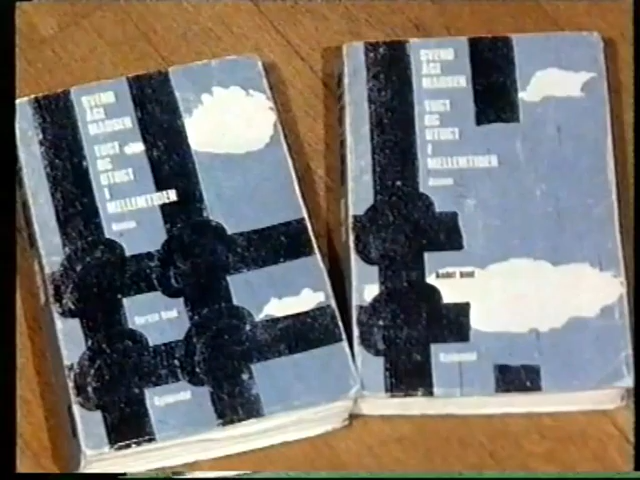 SVEND
ÅGE
MADSEN
TUGT
OG
UTUGT
I
MELLEMTIDEN
Roman
Første bind
Gyldendal
SVEND
ÅGE
MADSEN
TUGT
OG
UTUGT
I
MELLEMTIDEN
Roman
Andet bind
Gyldendal